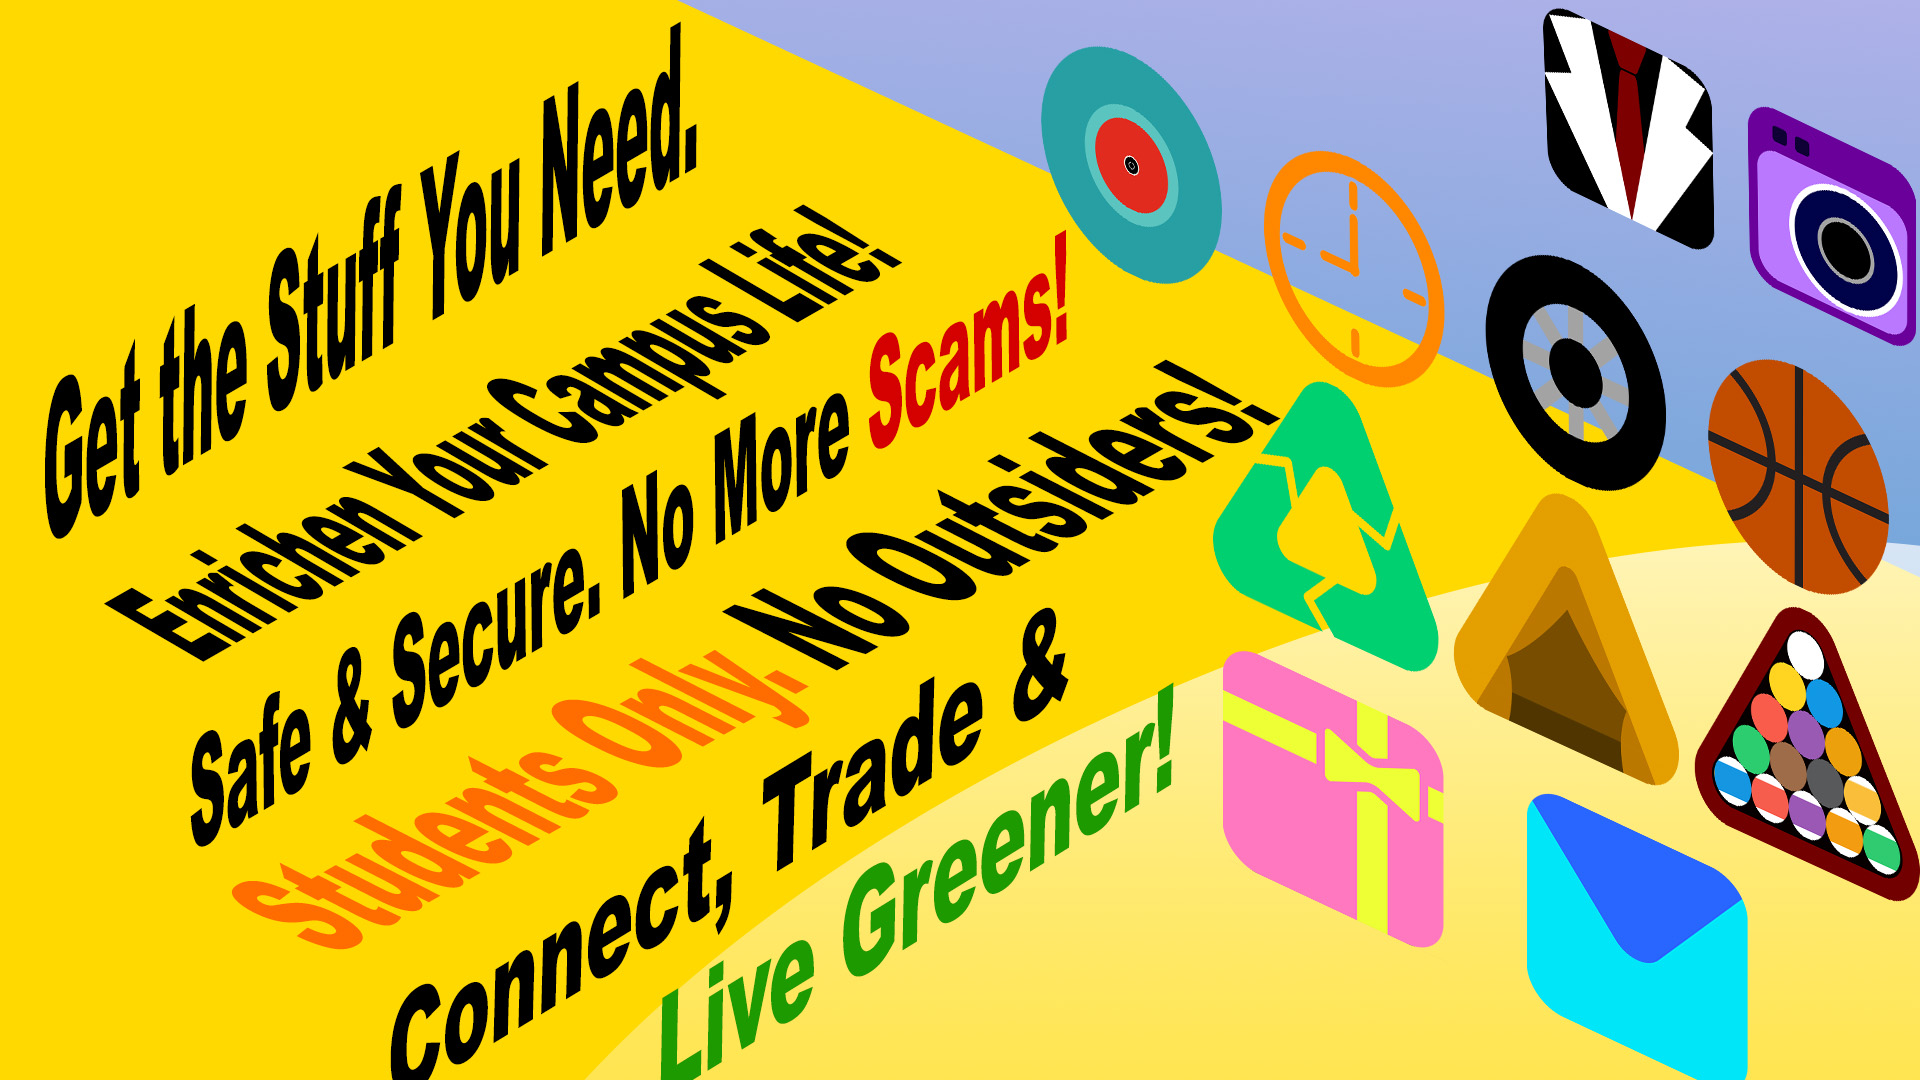 Get the Stuff You Need.
Enrichen Your Campus Life!
Safe & Secure. No More Scams!
Students Only. No Outsiders!
Connect, Trade &
Live Greener!